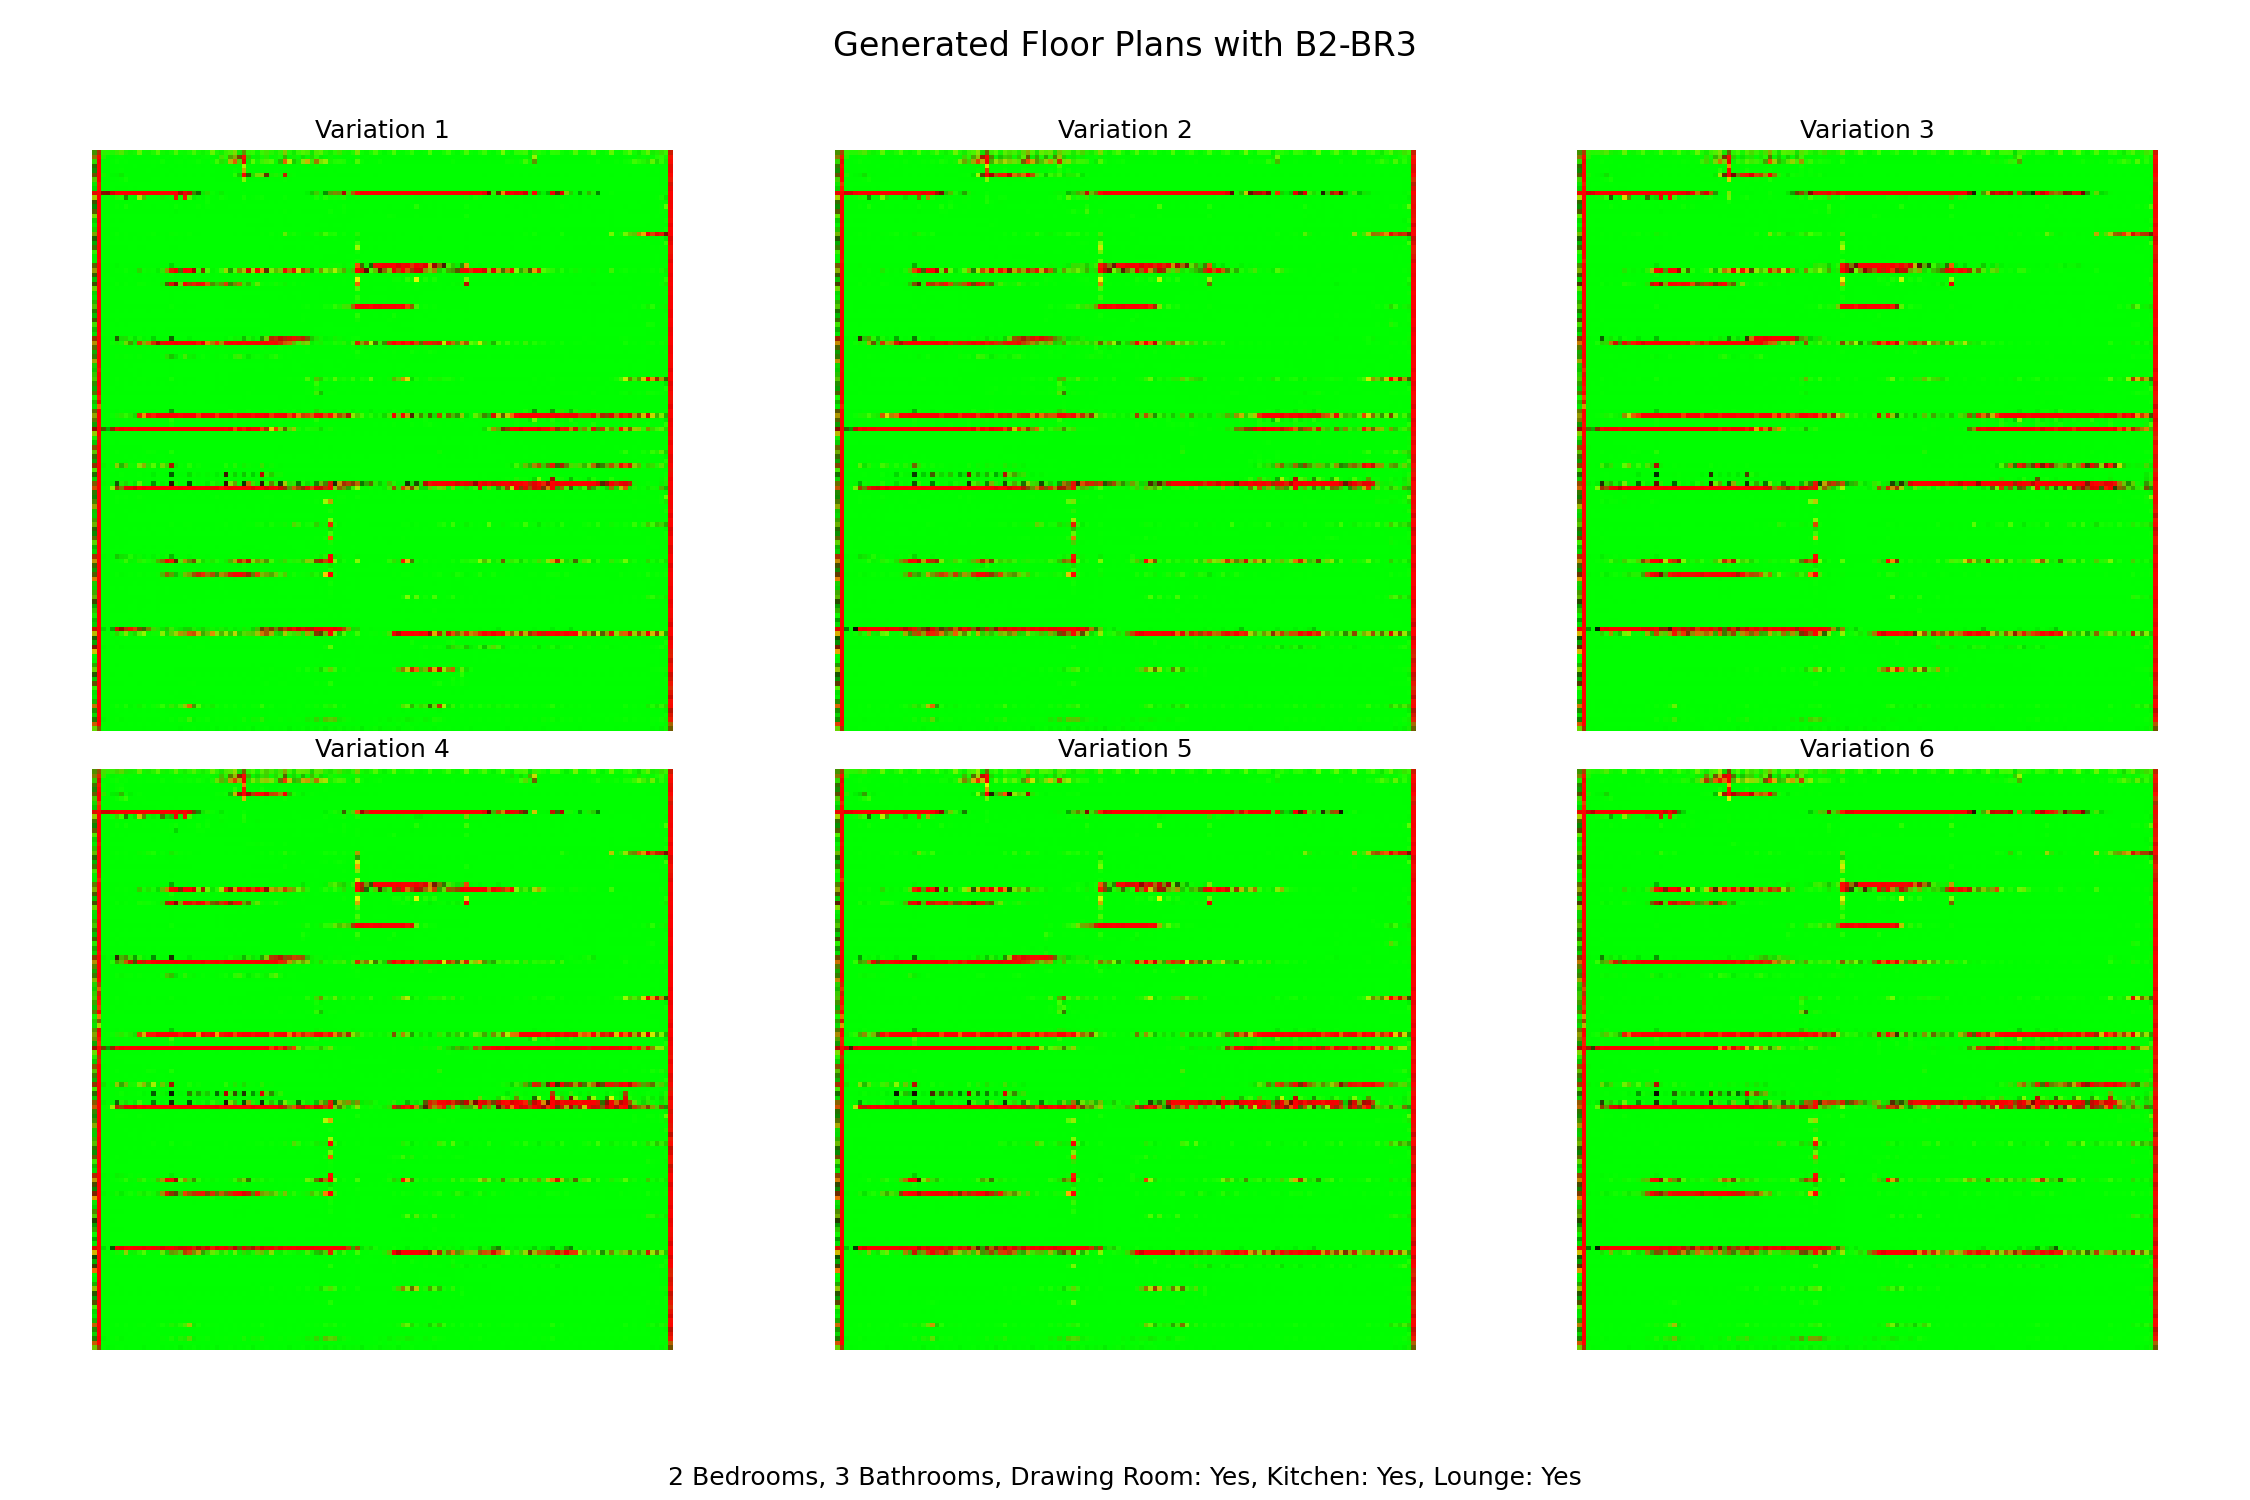 Generated Floor Plans with B2-BR3
Variation 1
Variation 2
Variation 3
Variation 4
Variation 5
Variation 6
2 Bedrooms, 3 Bathrooms, Drawing Room: Yes, Kitchen: Yes, Lounge: Yes